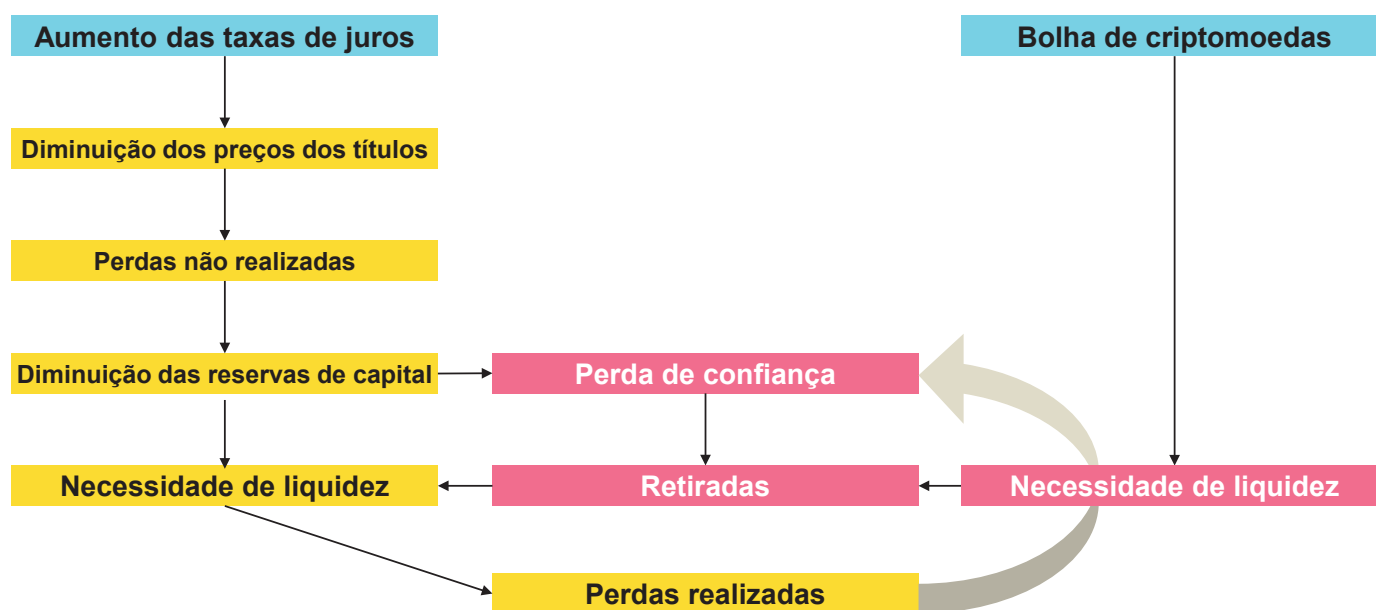 Aumento das taxas de juros
Bolha de criptomoedas
Diminuição dos preços dos títulos
Perdas não realizadas
Diminuição das reservas de capital
Perda de confiança
Necessidade de liquidez
Retiradas
Necessidade de liquidez
Perdas realizadas